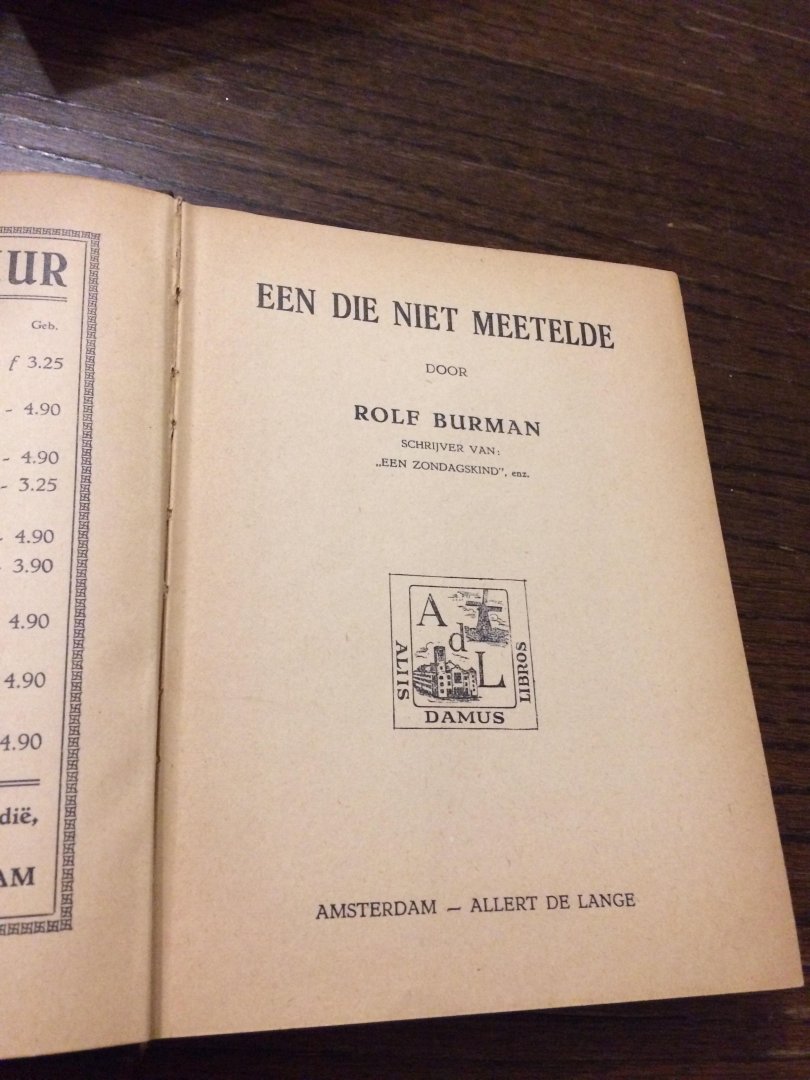 UUR
Geb.
f 3.25
- 4.90
- 4.90
- 3.25
- 4.90
- 3.90
4.90
4.90
4.90
dië,
AM
EEN DIE NIET MEETELDE
DOOR
ROLF BURMAN
SCHRIJVER VAN:
„EEN ZONDAGSKIND”, enz.
A
d
L
ALIIS
DAMUS
LIBROS
AMSTERDAM — ALLERT DE LANGE